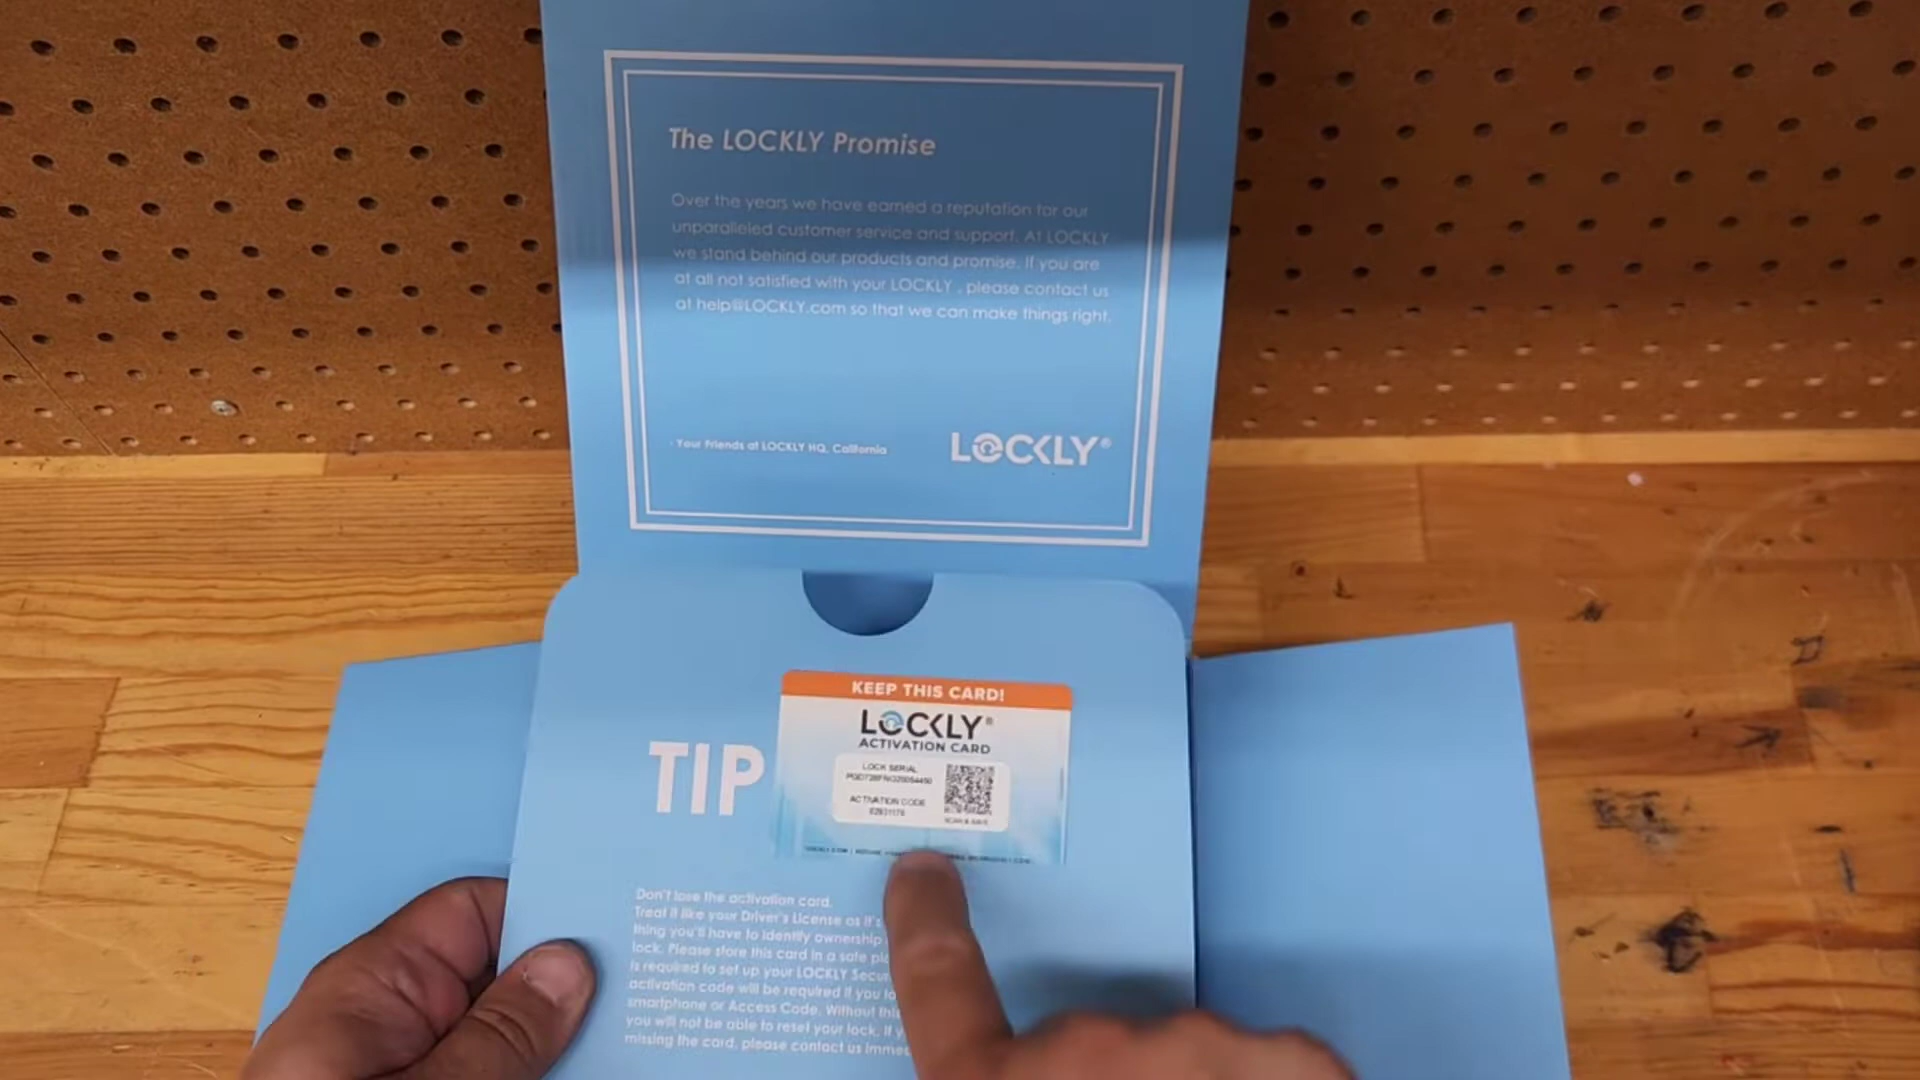 The LOCKLY Promise
Over the years we have earned a reputation for our
unparalleled customer service and support. At LOCKLY
we stand behind our products and promise. If you are
at all not satisfied with your LOCKLY , please contact us
at help@LOCKLY.com so that we can make things right.
- Your Friends at LOCKLY HQ, California
LOCKLY®
KEEP THIS CARD!
LOCKLY®
ACTIVATION CARD
LOCK SERIAL
ACTIVATION CODE
SCAN & SAVE
TIP
Don't lose the activation card.
Treat it like your Driver's License as it's
thing you'll have to identify ownership
lock. Please store this card in a safe
is required to set up your LOCKLY
activation code will be required if you
smartphone or Access Code. Without this
you will not be able to reset your lock. If
missing the card, please contact us